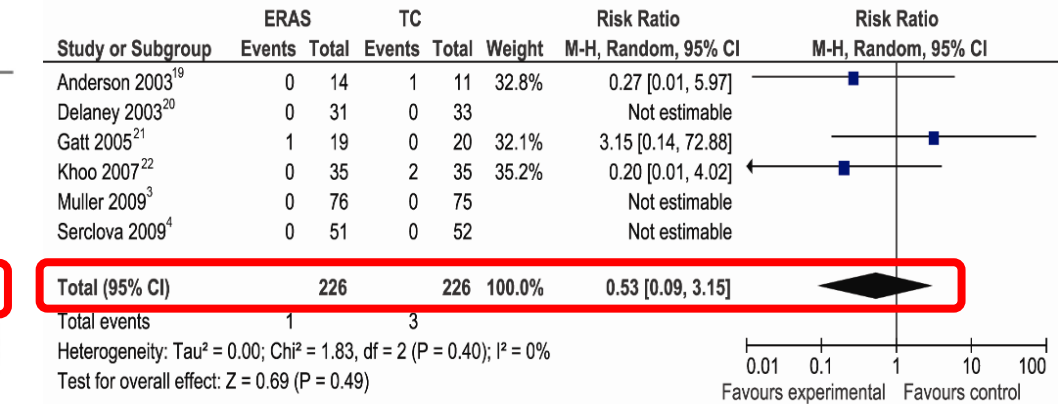 ERAS TC Risk Ratio Risk Ratio
Study or Subgroup Events Total Events Total Weight M-H, Random, 95% CI M-H, Random, 95% CI
Anderson 2003¹⁹ 0 14 1 11 32.8% 0.27 [0.01, 5.97]
Delaney 2003²⁰ 0 31 0 33 Not estimable
Gatt 2005²¹ 1 19 0 20 32.1% 3.15 [0.14, 72.88]
Khoo 2007²² 0 35 2 35 35.2% 0.20 [0.01, 4.02]
Muller 2009³ 0 76 0 75 Not estimable
Serclova 2009⁴ 0 51 0 52 Not estimable
Total (95% CI) 226 226 100.0% 0.53 [0.09, 3.15]
Total events 1 3
Heterogeneity: Tau² = 0.00; Chi² = 1.83, df = 2 (P = 0.40); I² = 0%
Test for overall effect: Z = 0.69 (P = 0.49)
0.01 0.1 1 10 100
Favours experimental Favours control